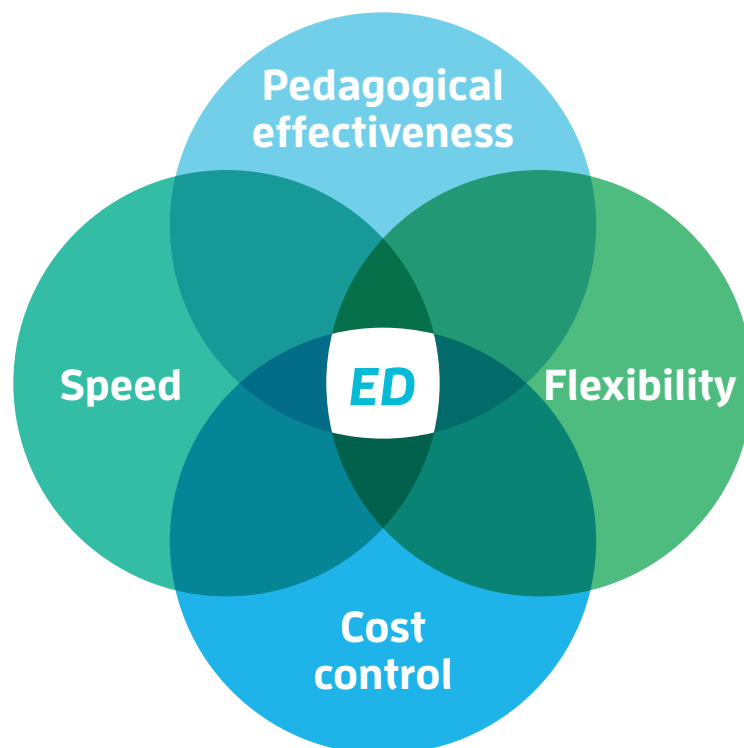 Pedagogical
effectiveness
Speed
ED
Flexibility
Cost
control